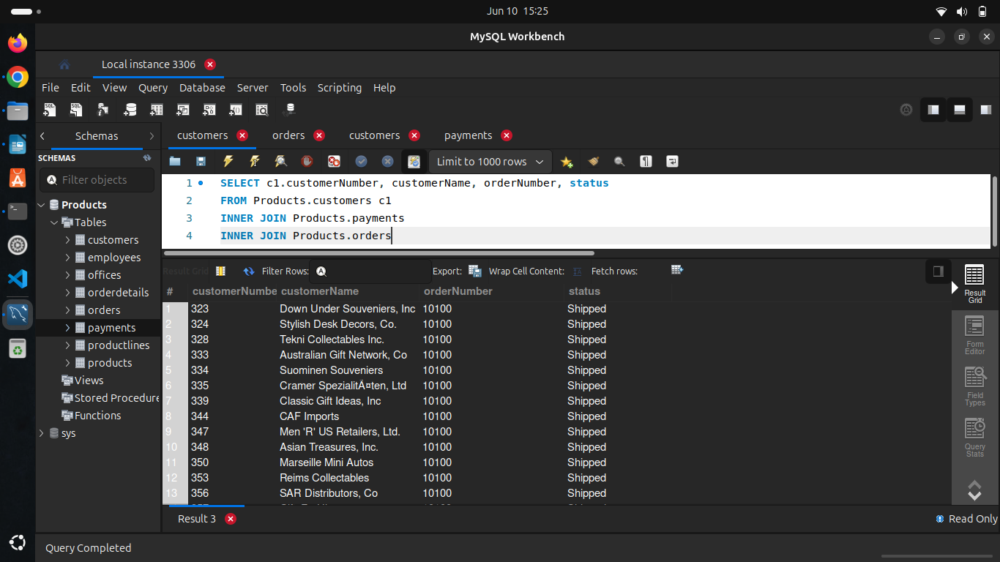 Jun 10 15:25
MySQL Workbench
Local instance 3306
File Edit View Query Database Server Tools Scripting Help
Schemas
customers orders customers payments
SCHEMAS
Limit to 1000 rows
Filter objects
Products
Tables
customers
employees
offices
orderdetails
orders
payments
productlines
products
Views
Stored Procedure
Functions
sys
1 SELECT c1.customerNumber, customerName, orderNumber, status
2 FROM Products.customers c1
3 INNER JOIN Products.payments
4 INNER JOIN Products.orders
Result Grid Filter Rows: Export: Wrap Cell Content: Fetch rows:
# customerNumbe customerName orderNumber status
1 323 Down Under Souveniers, Inc 10100 Shipped
2 324 Stylish Desk Decors, Co. 10100 Shipped
3 328 Tekni Collectables Inc. 10100 Shipped
4 333 Australian Gift Network, Co 10100 Shipped
5 334 Suominen Souveniers 10100 Shipped
6 335 Cramer SpezialitÃ¤ten, Ltd 10100 Shipped
7 339 Classic Gift Ideas, Inc 10100 Shipped
8 344 CAF Imports 10100 Shipped
9 347 Men 'R' US Retailers, Ltd. 10100 Shipped
10 348 Asian Treasures, Inc. 10100 Shipped
11 350 Marseille Mini Autos 10100 Shipped
12 353 Reims Collectables 10100 Shipped
13 356 SAR Distributors, Co 10100 Shipped
Result Grid
Form Editor
Field Types
Query Stats
Result 3
Read Only
Query Completed